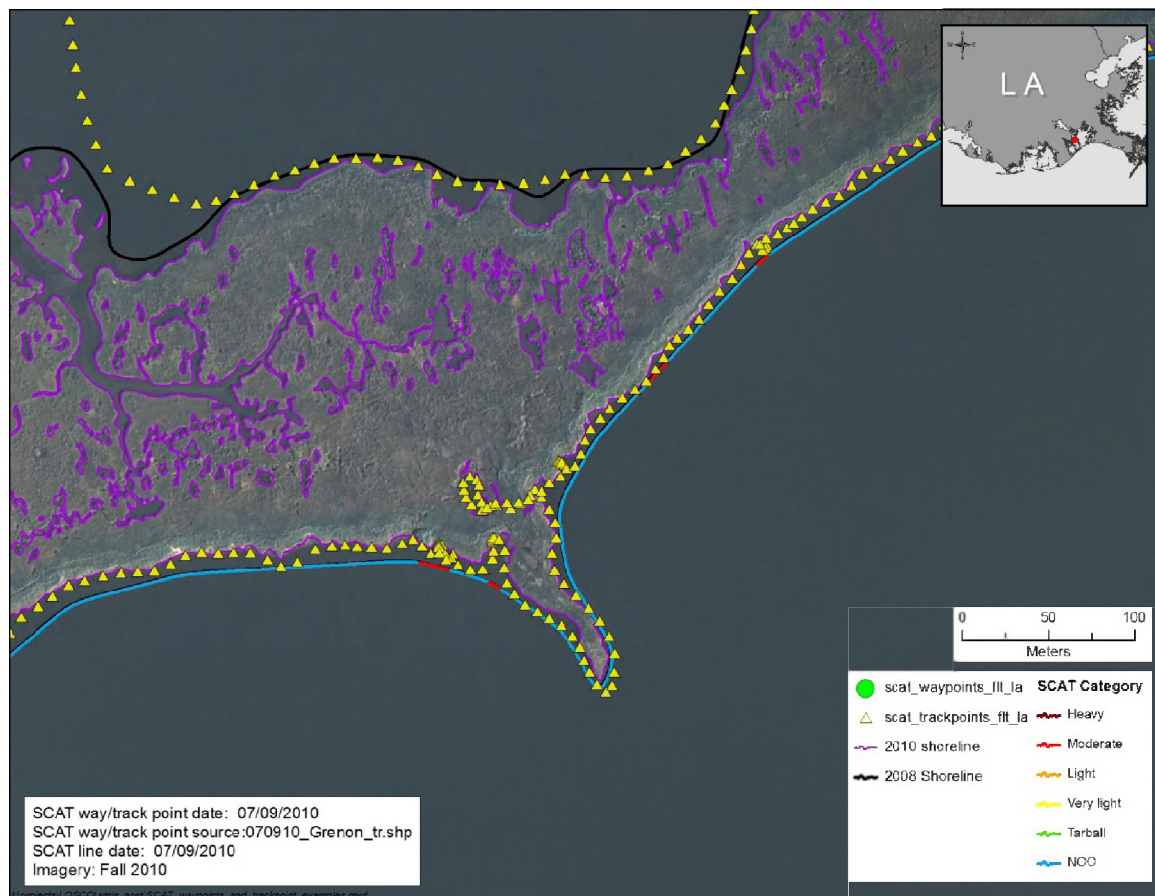 N
W E
S
LA
0 50 100
Meters
scat_waypoints_flt_la
scat_trackpoints_flt_la
2010 shoreline
2008 Shoreline
SCAT Category
Heavy
Moderate
Light
Very light
Tarball
NOO
SCAT way/track point date: 07/09/2010
SCAT way/track point source:070910_Grenon_tr.shp
SCAT line date: 07/09/2010
Imagery: Fall 2010